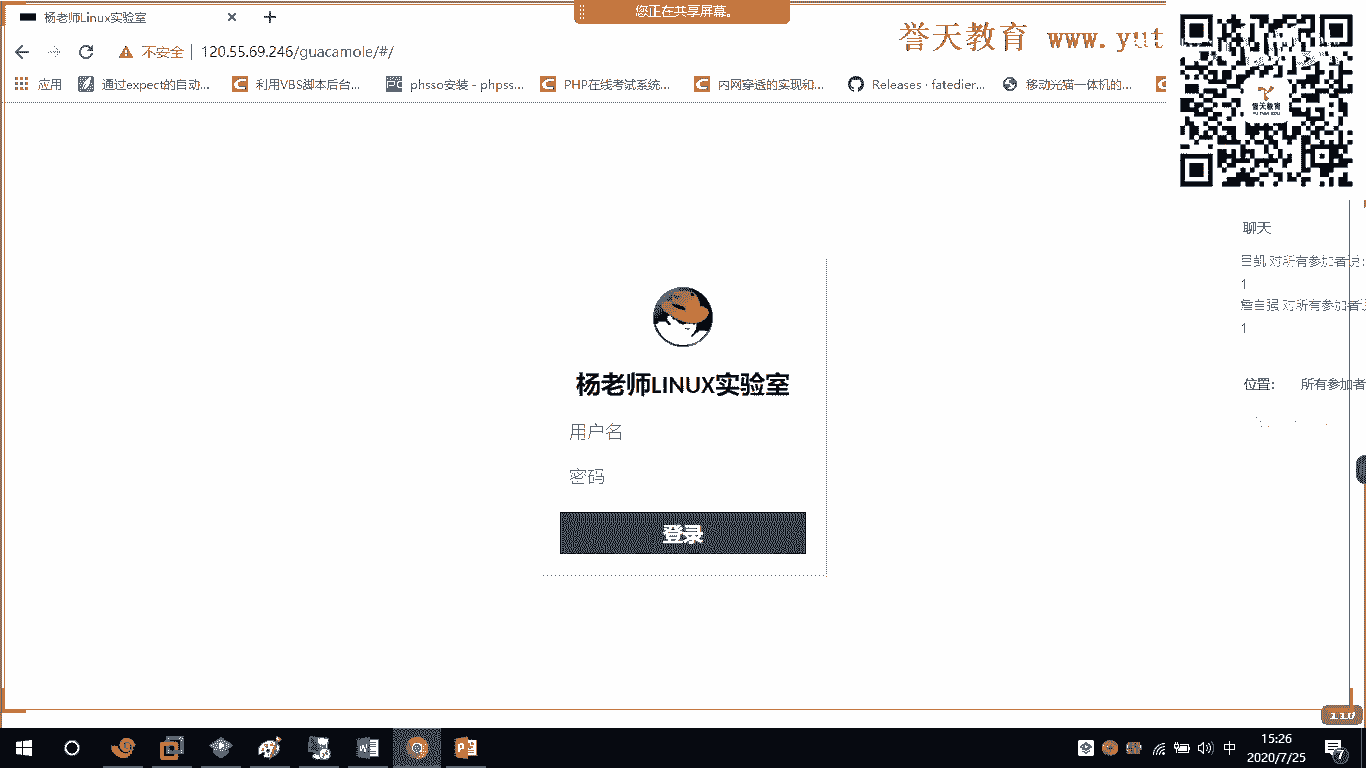 您正在共享屏幕。
杨老师Linux实验室
不安全 120.55.69.246/guacamole/#/
誉天教育 www.yut
应用 通过expect的自动... 利用VBS脚本后台... phsso安装 - phpss... PHP在线考试系统... 内网穿透的实现和... Releases · fatedier... 移动光猫一体机的...
誉天教育
聊天
对所有参加者说:
1
詹自强 对所有参加者
1
位置: 所有参加者
杨老师LINUX实验室
用户名
密码
登录
中
15:26
2020/7/25
7